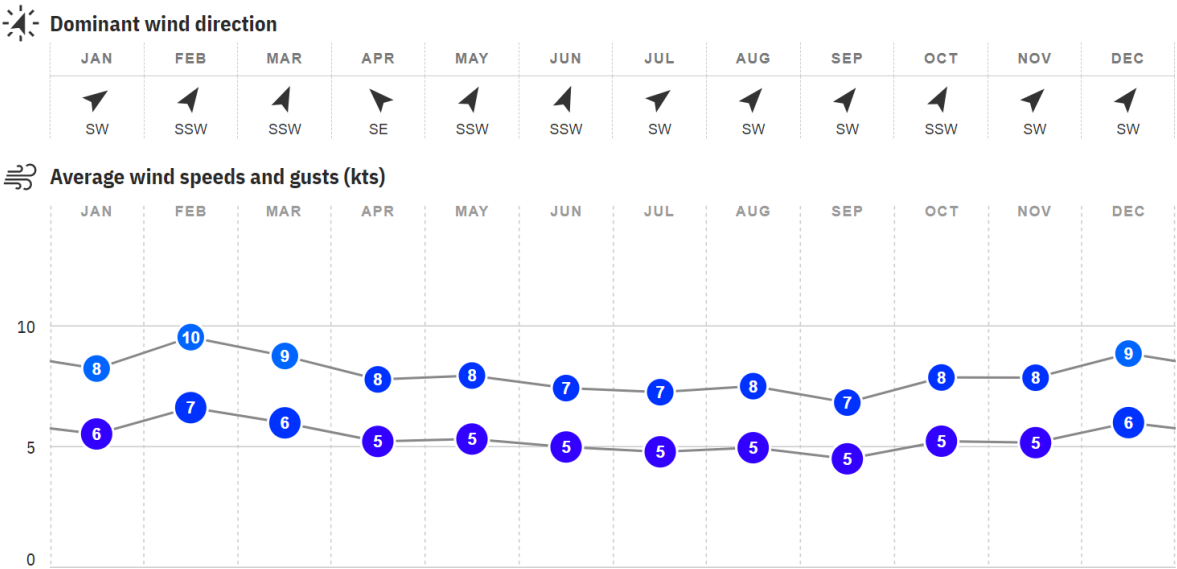 Dominant wind direction
JAN FEB MAR APR MAY JUN JUL AUG SEP OCT NOV DEC
SW SSW SSW SE SSW SSW SW SW SW SSW SW SW
Average wind speeds and gusts (kts)
JAN FEB MAR APR MAY JUN JUL AUG SEP OCT NOV DEC
10
8 10 9 8 8 7 7 8 7 8 8 9
6 7 6 5 5 5 5 5 5 5 5 6
5
0